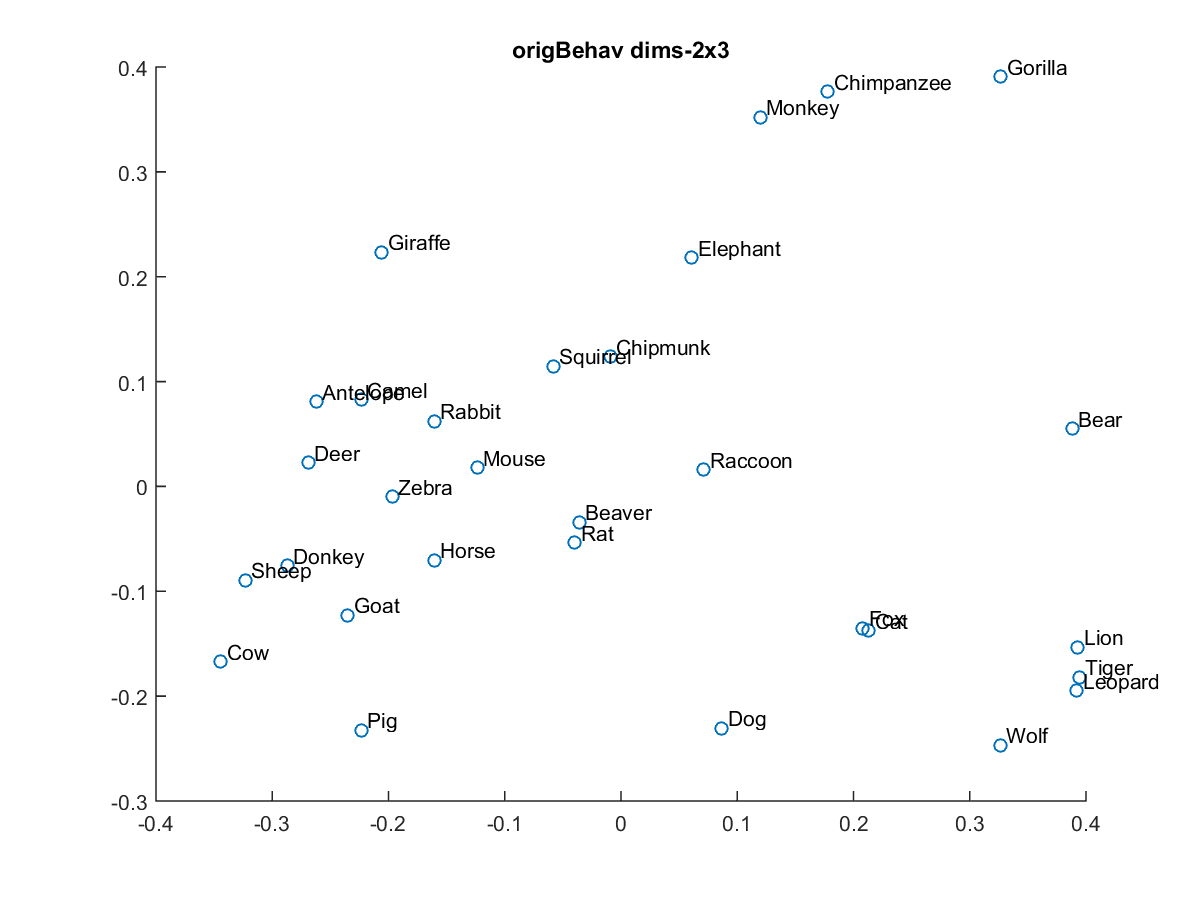 origBehav dims-2x3
0.4
Gorilla
Chimpanzee
Monkey
0.3
Giraffe
Elephant
0.2
Chipmunk
Squirrel
0.1
Camel
Antelope
Rabbit
Bear
Deer
Mouse
Raccoon
0
Zebra
Beaver
Rat
Donkey
Horse
Sheep
-0.1
Goat
Fox
Cat
Lion
Cow
Tiger
Leopard
-0.2
Pig
Dog
Wolf
-0.3
-0.4 -0.3 -0.2 -0.1 0 0.1 0.2 0.3 0.4